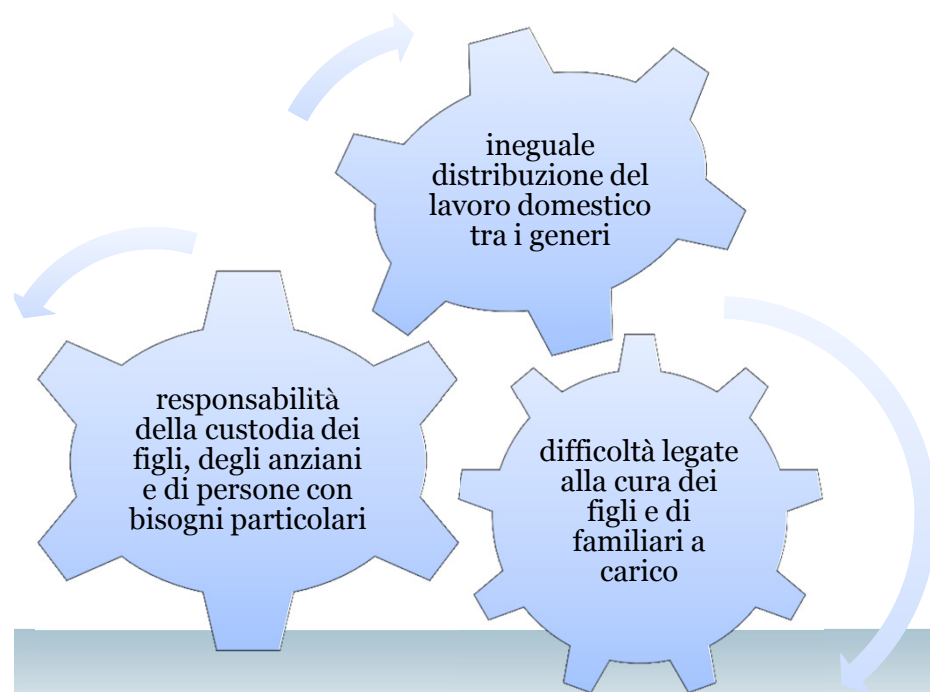 ineguale
distribuzione del
lavoro domestico
tra i generi
responsabilità
della custodia dei
figli, degli anziani
e di persone con
bisogni particolari
difficoltà legate
alla cura dei
figli e di
familiari a
carico